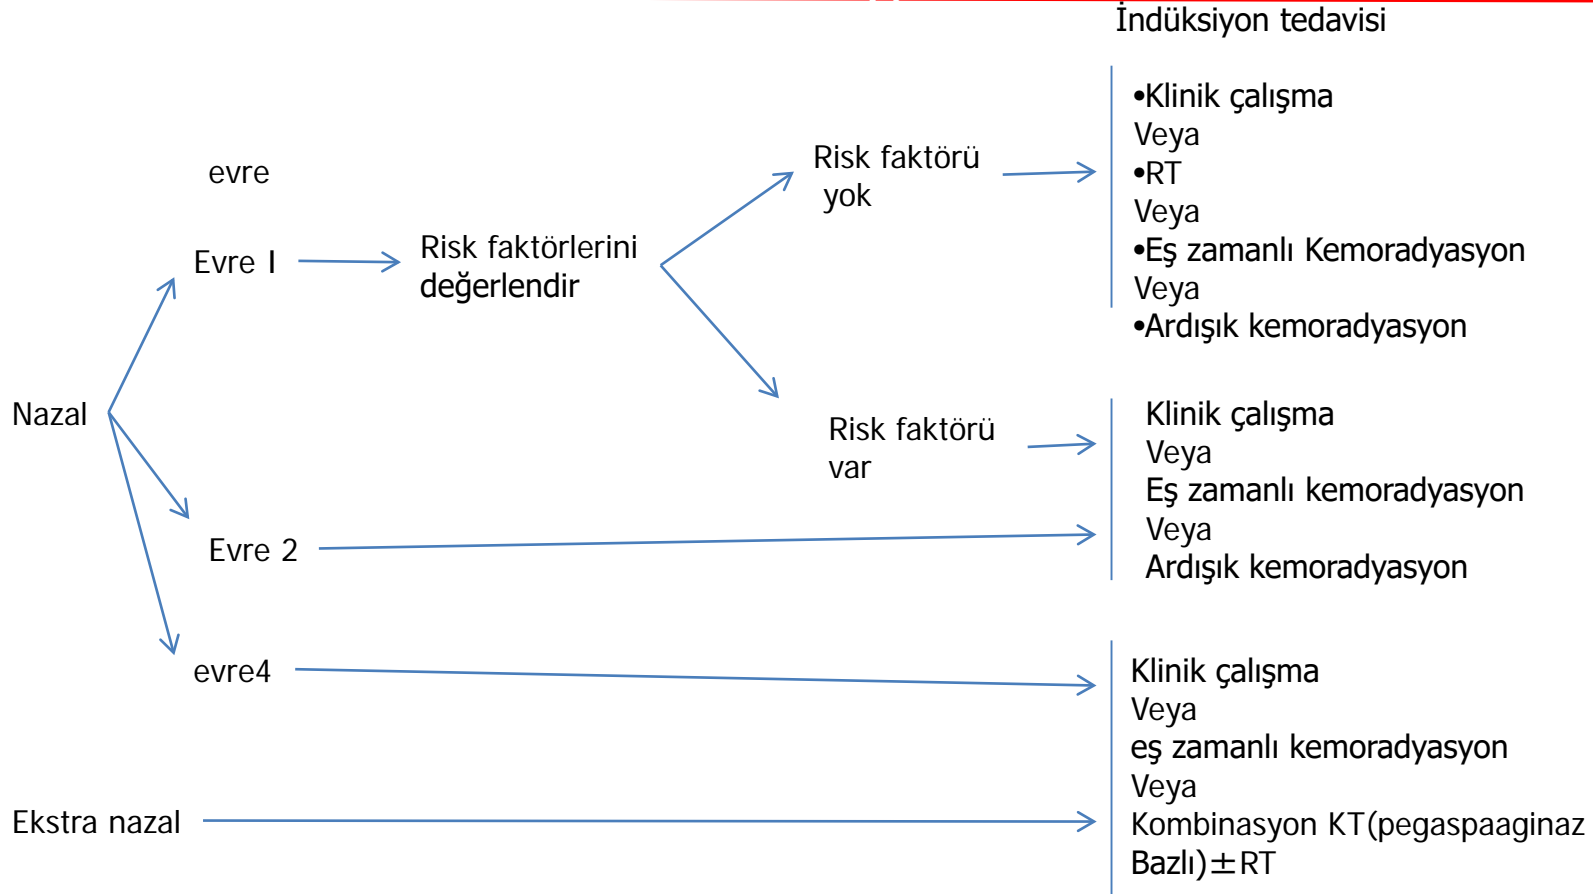 İndüksiyon tedavisi
•Klinik çalışma
Veya
•RT
Veya
•Eş zamanlı Kemoradyasyon
Veya
•Ardışık kemoradyasyon
evre
Risk faktörü
yok
Evre I
Risk faktörlerini
değerlendir
Nazal
Risk faktörü
var
Klinik çalışma
Veya
Eş zamanlı kemoradyasyon
Veya
Ardışık kemoradyasyon
Evre 2
evre4
Klinik çalışma
Veya
eş zamanlı kemoradyasyon
Veya
Kombinasyon KT(pegaspaaginaz
Bazlı)±RT
Ekstra nazal